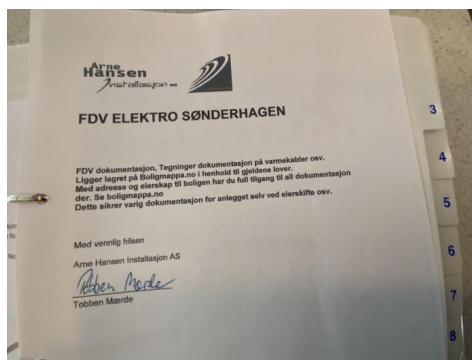 Arne
Hansen
Installasjon AS
FDV ELEKTRO SØNDERHAGEN
FDV dokumentasjon, Tegninger dokumentasjon på varmekabler osv.
Ligger lagret på Boligmappa.no i henhold til gjeldene lover.
Med adresse og eierskap til boligen har du full tilgang til all dokumentasjon
der. Se boligmappa.no
Dette sikrer varig dokumentasjon for anlegget selv ved eierskifte osv.
Med vennlig hilsen
Arne Hansen Installasjon AS
Tobben Mærde
Tobben Mærde
3
4
5
6
7
8